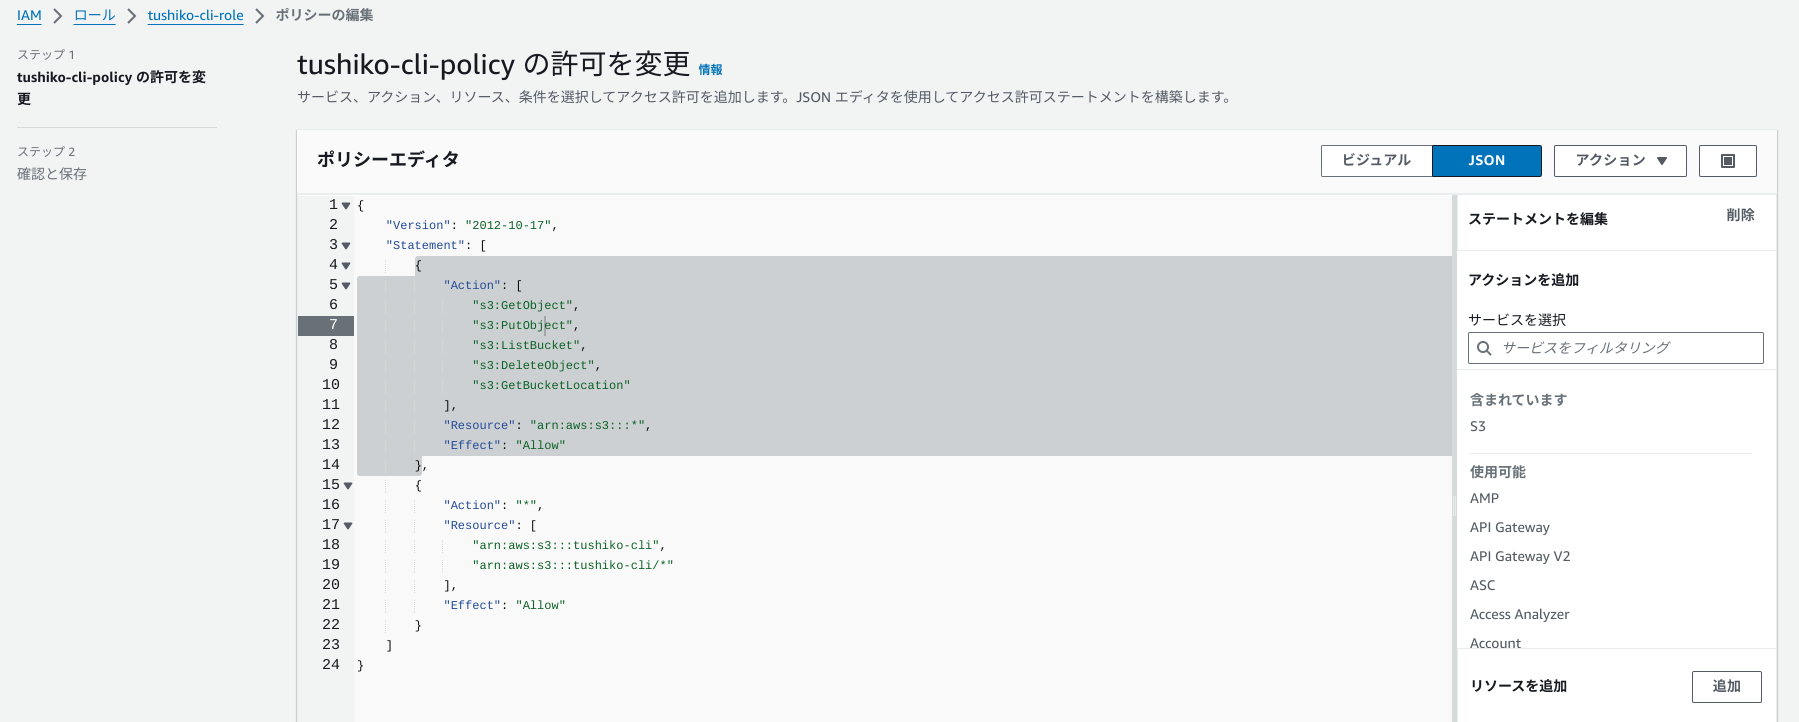 IAM > ロール > tushiko-cli-role > ポリシーの編集
ステップ 1
tushiko-cli-policy の許可を変
更
ステップ 2
確認と保存
tushiko-cli-policy の許可を変更 情報
サービス、アクション、リソース、条件を選択してアクセス許可を追加します。JSON エディタを使用してアクセス許可ステートメントを構築します。
ポリシーエディタ
ビジュアル JSON アクション ▼
1 {
2 "Version": "2012-10-17",
3 "Statement": [
4 {
5 "Action": [
6 "s3:GetObject",
7 "s3:PutObject",
8 "s3:ListBucket",
9 "s3:DeleteObject",
10 "s3:GetBucketLocation"
11 ],
12 "Resource": "arn:aws:s3:::*",
13 "Effect": "Allow"
14 },
15 {
16 "Action": "*",
17 "Resource": [
18 "arn:aws:s3:::tushiko-cli",
19 "arn:aws:s3:::tushiko-cli/*"
20 ],
21 "Effect": "Allow"
22 }
23 ]
24 }
ステートメントを編集 削除
アクションを追加
サービスを選択
サービスをフィルタリング
含まれています
S3
使用可能
AMP
API Gateway
API Gateway V2
ASC
Access Analyzer
Account
リソースを追加 追加